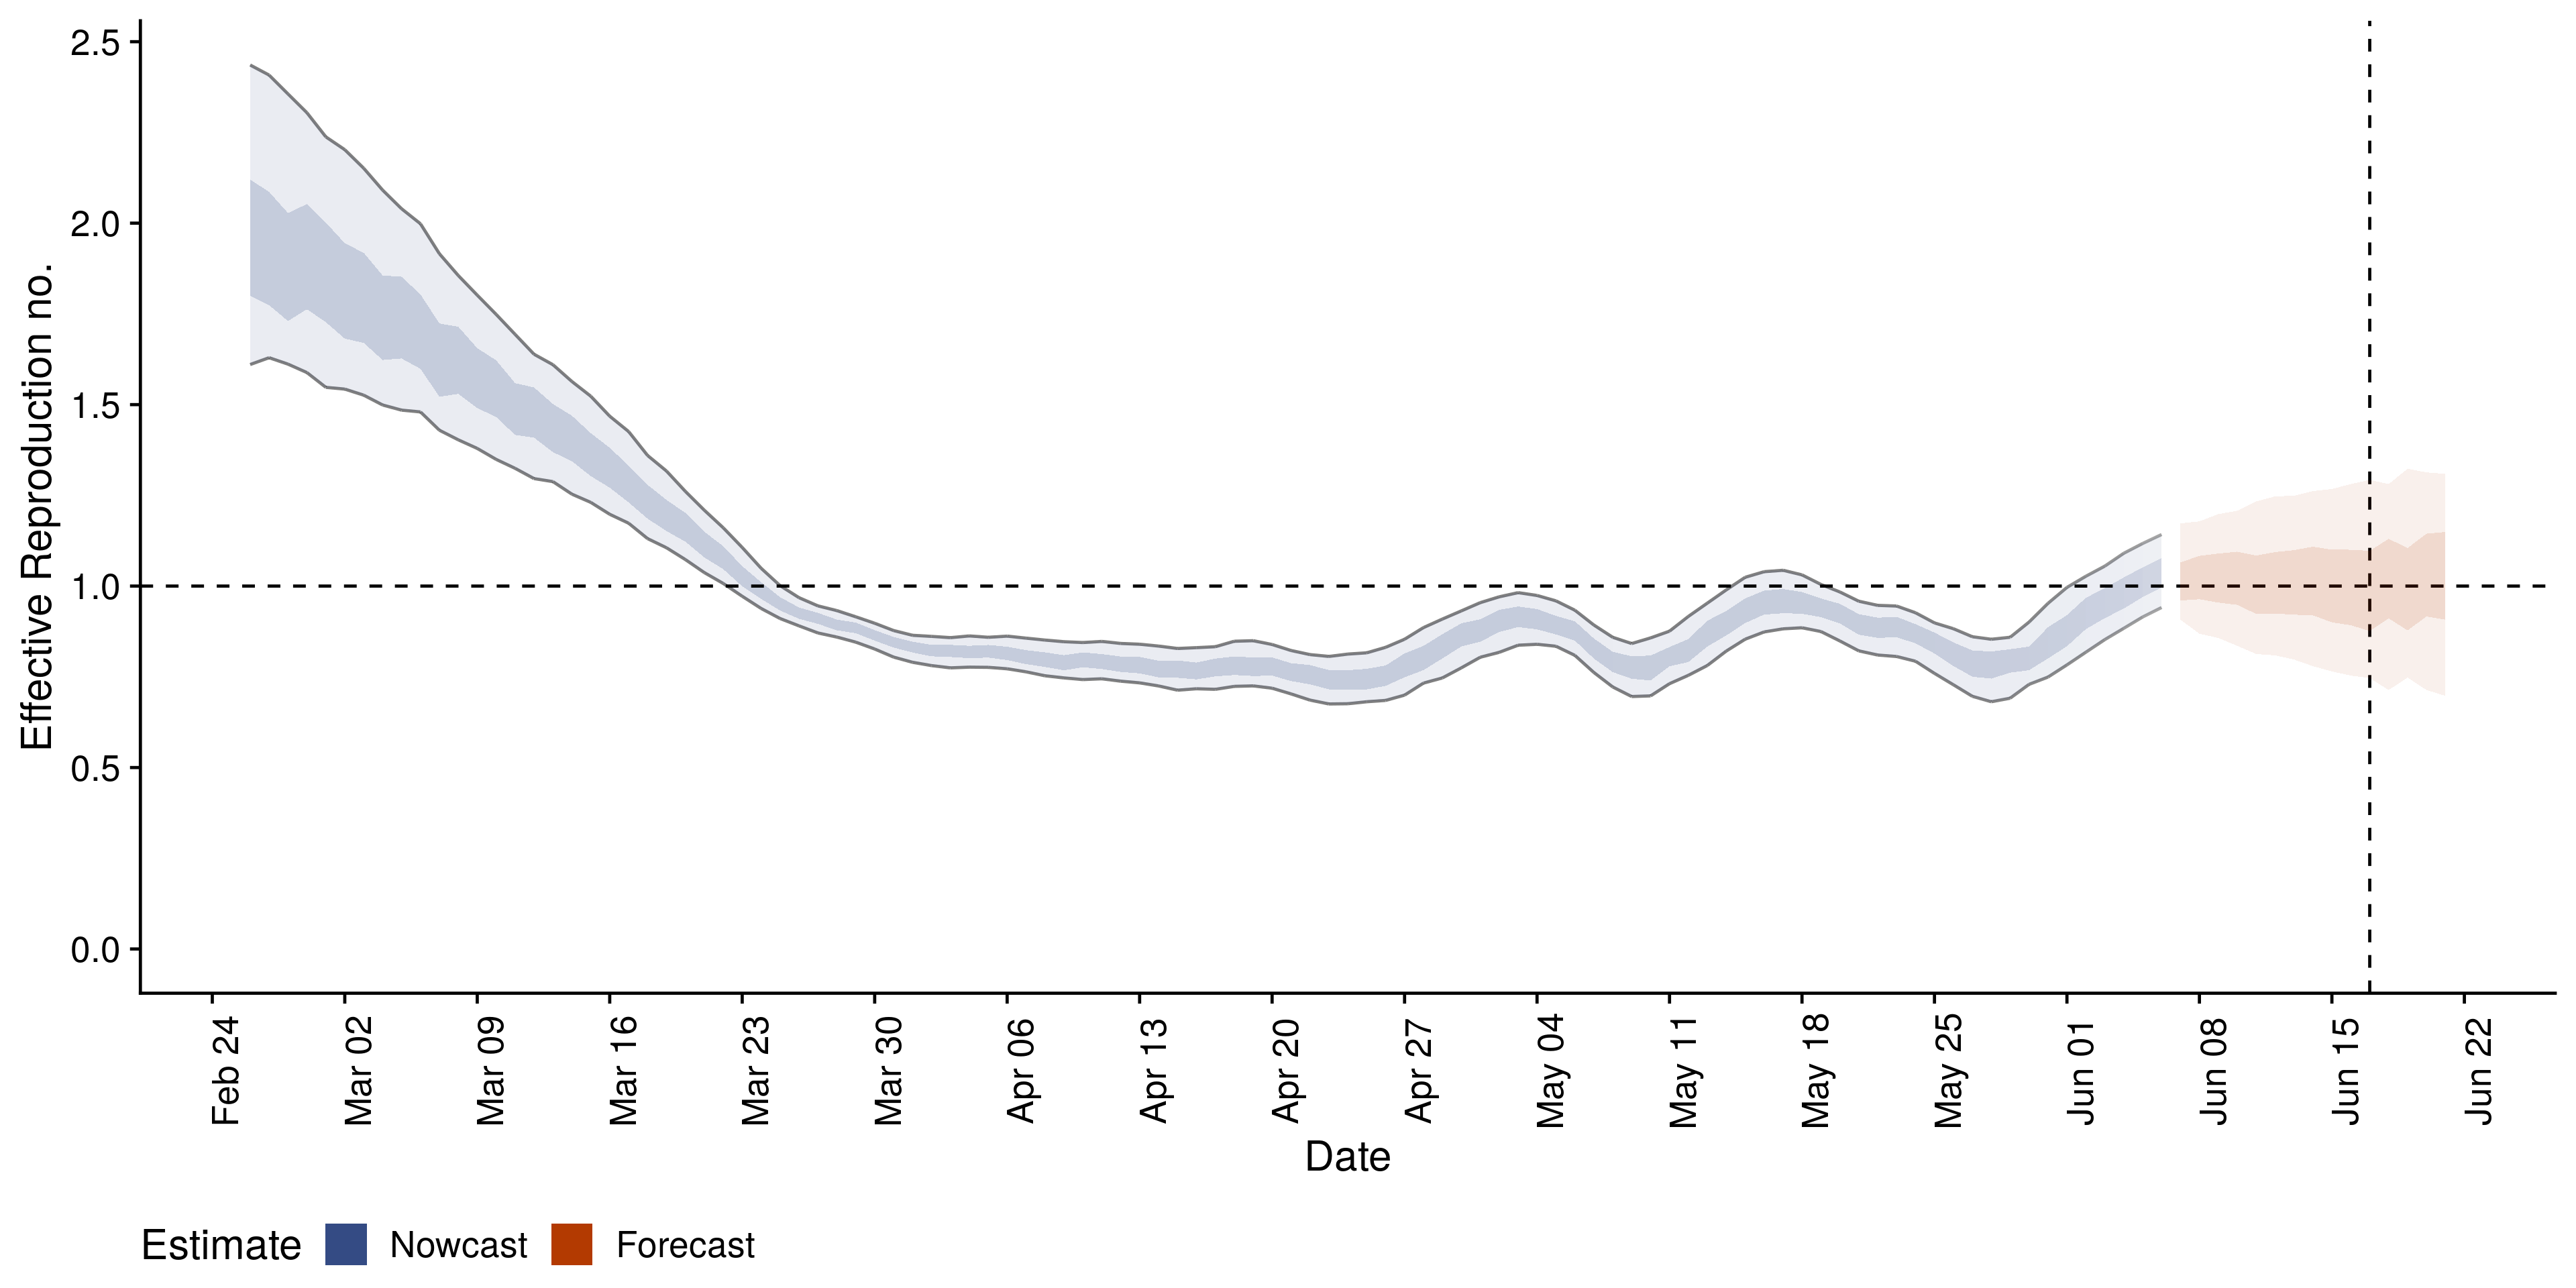 Effective Reproduction no.
2.5
2.0
1.5
1.0
0.5
0.0
Feb 24
Mar 02
Mar 09
Mar 16
Mar 23
Mar 30
Apr 06
Apr 13
Apr 20
Apr 27
May 04
May 11
May 18
May 25
Jun 01
Jun 08
Jun 15
Jun 22
Date
Estimate Nowcast Forecast